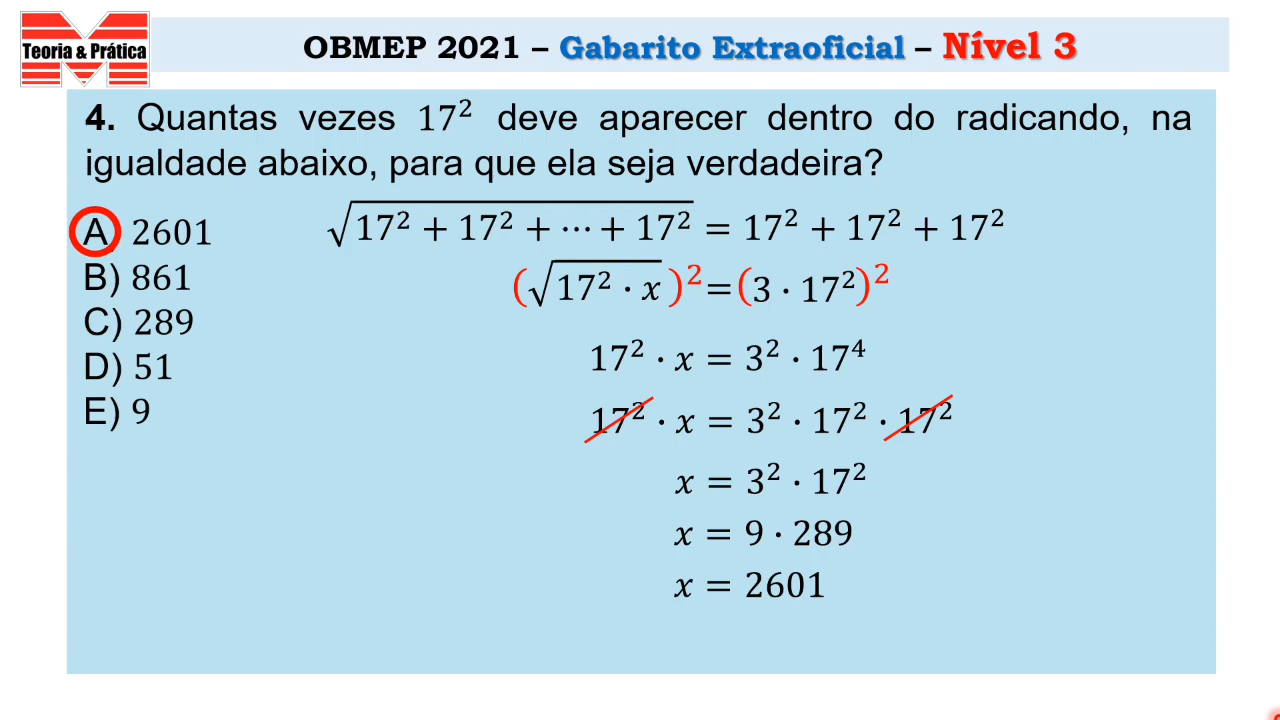 Teoria & Prática
OBMEP 2021 – Gabarito Extraoficial – Nível 3
4. Quantas vezes 17² deve aparecer dentro do radicando, na
igualdade abaixo, para que ela seja verdadeira?
√(17² + 17² + ⋯ + 17²) = 17² + 17² + 17²
A) 2601
B) 861
C) 289
D) 51
E) 9
(√(17² · x))² = (3 · 17²)²
17² · x = 3² · 17⁴
17² · x = 3² · 17² · 17²
x = 3² · 17²
x = 9 · 289
x = 2601